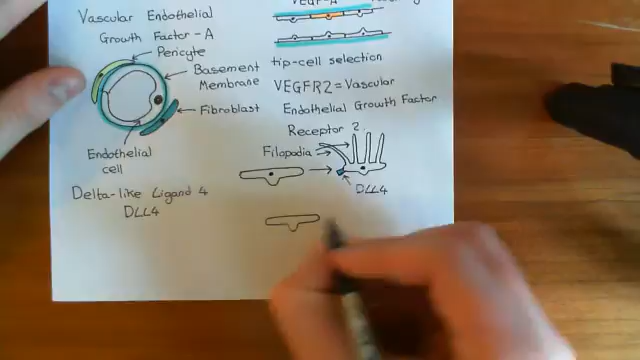 Vascular Endothelial
Growth Factor-A
Pericyte
Basement
Membrane
Fibroblast
Endothelial
cell
Delta-like Ligand 4
DLL4
VEGF-A
tip-cell selection
VEGFR2 = Vascular
Endothelial Growth Factor
Receptor 2.
Filopodia
DLL4